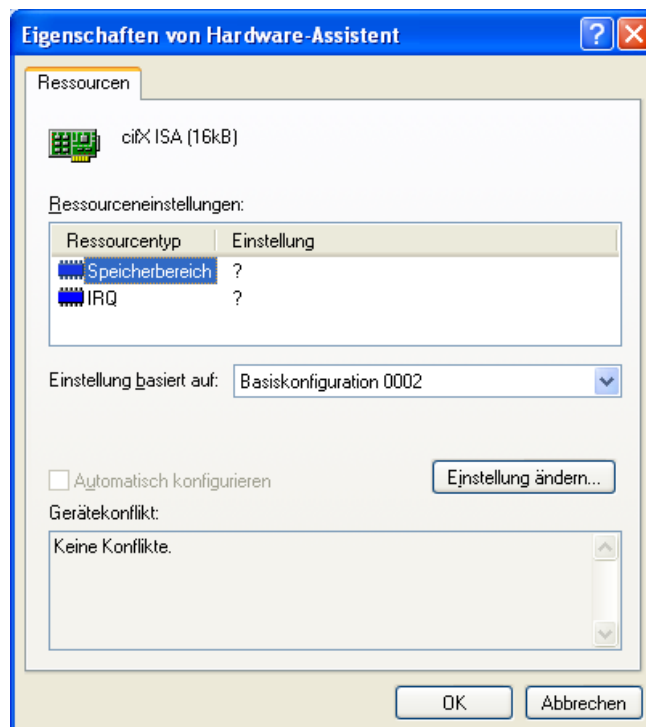 Eigenschaften von Hardware-Assistent
Ressourcen
cifX ISA (16kB)
Ressourceneinstellungen:
Ressourcentyp Einstellung
Speicherbereich ?
IRQ ?
Einstellung basiert auf: Basiskonfiguration 0002
Automatisch konfigurieren Einstellung ändern...
Gerätekonflikt:
Keine Konflikte.
OK Abbrechen